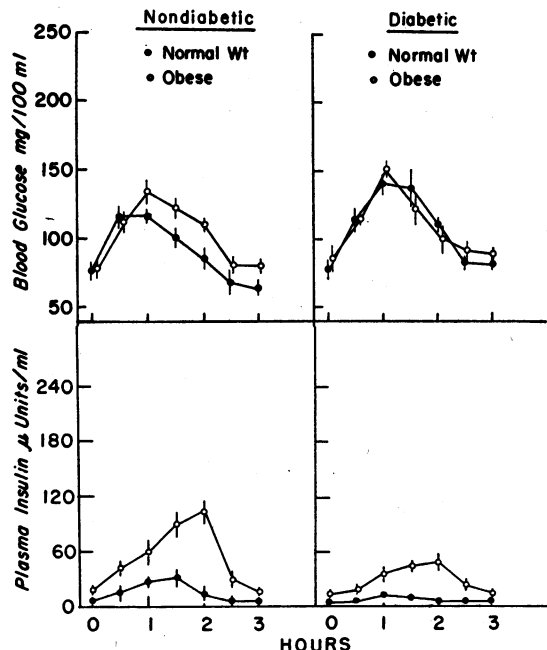 Nondiabetic
Normal Wt
Obese
Diabetic
Normal Wt
Obese
Blood Glucose mg/100 ml
250
200
150
100
50
Plasma Insulin μ Units/ml
240
180
120
60
0
0 1 2 3
0 1 2 3
HOURS